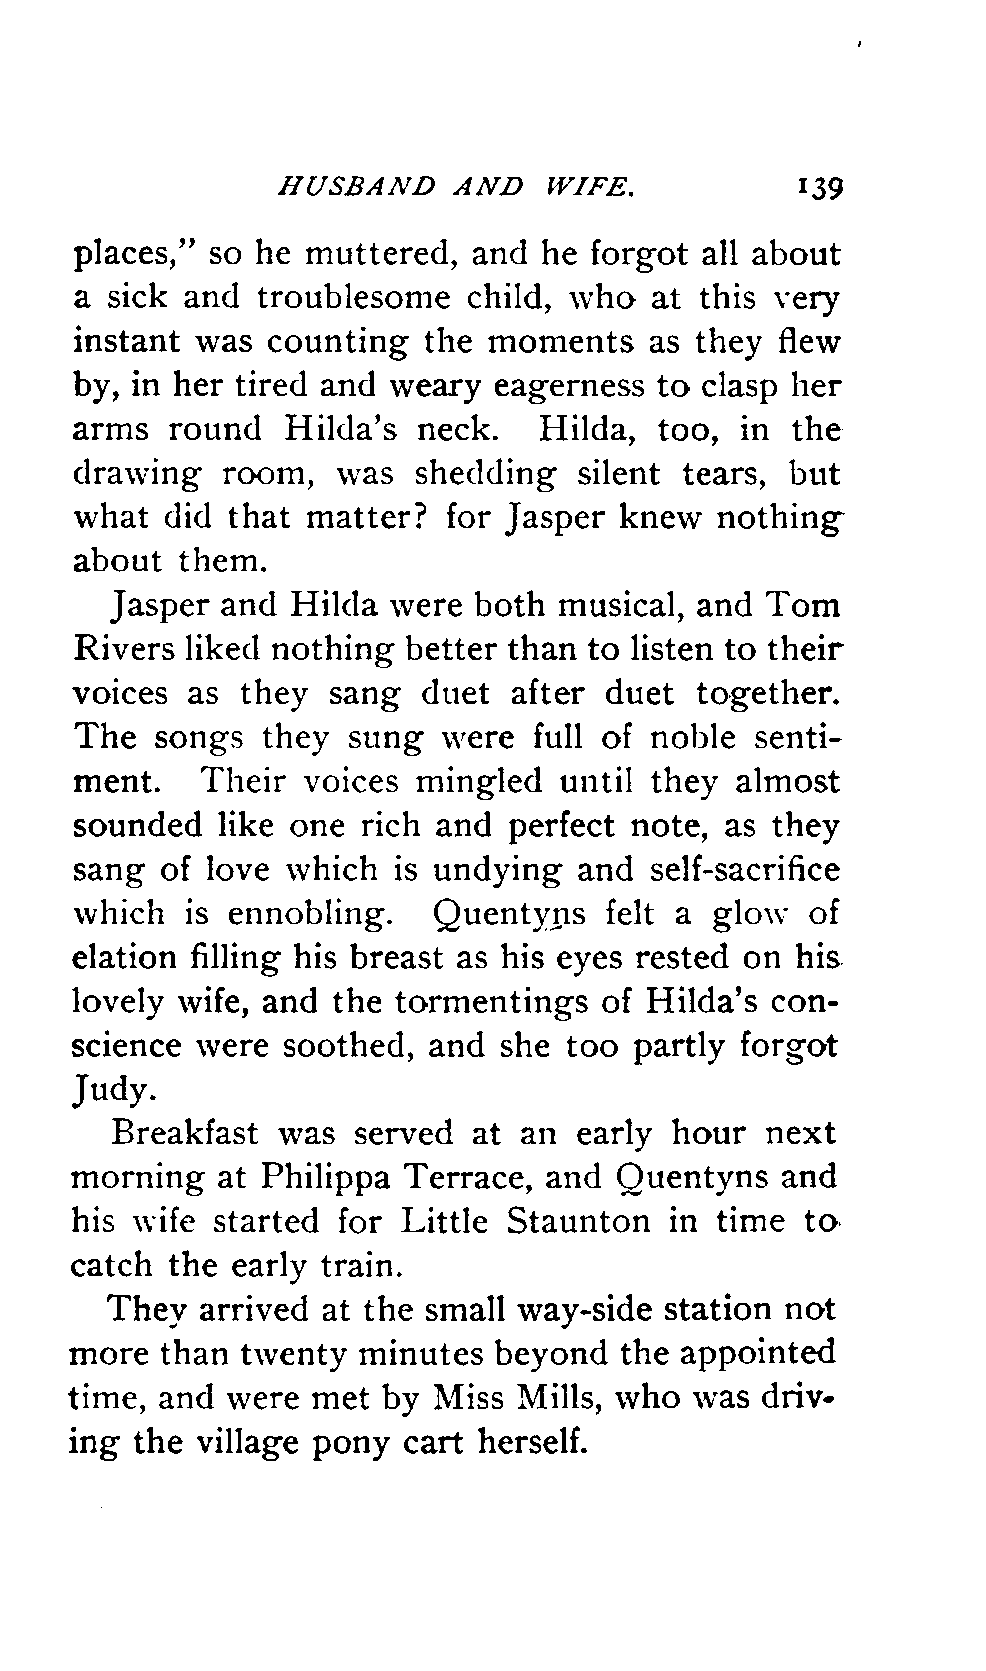 HUSBAND AND WIFE. 139
places,” so he muttered, and he forgot all about
a sick and troublesome child, who at this very
instant was counting the moments as they flew
by, in her tired and weary eagerness to clasp her
arms round Hilda’s neck. Hilda, too, in the
drawing room, was shedding silent tears, but
what did that matter? for Jasper knew nothing
about them.
Jasper and Hilda were both musical, and Tom
Rivers liked nothing better than to listen to their
voices as they sang duet after duet together.
The songs they sung were full of noble senti-
ment. Their voices mingled until they almost
sounded like one rich and perfect note, as they
sang of love which is undying and self-sacrifice
which is ennobling. Quentyns felt a glow of
elation filling his breast as his eyes rested on his
lovely wife, and the tormentings of Hilda’s con-
science were soothed, and she too partly forgot
Judy.
Breakfast was served at an early hour next
morning at Philippa Terrace, and Quentyns and
his wife started for Little Staunton in time to
catch the early train.
They arrived at the small way-side station not
more than twenty minutes beyond the appointed
time, and were met by Miss Mills, who was driv-
ing the village pony cart herself.